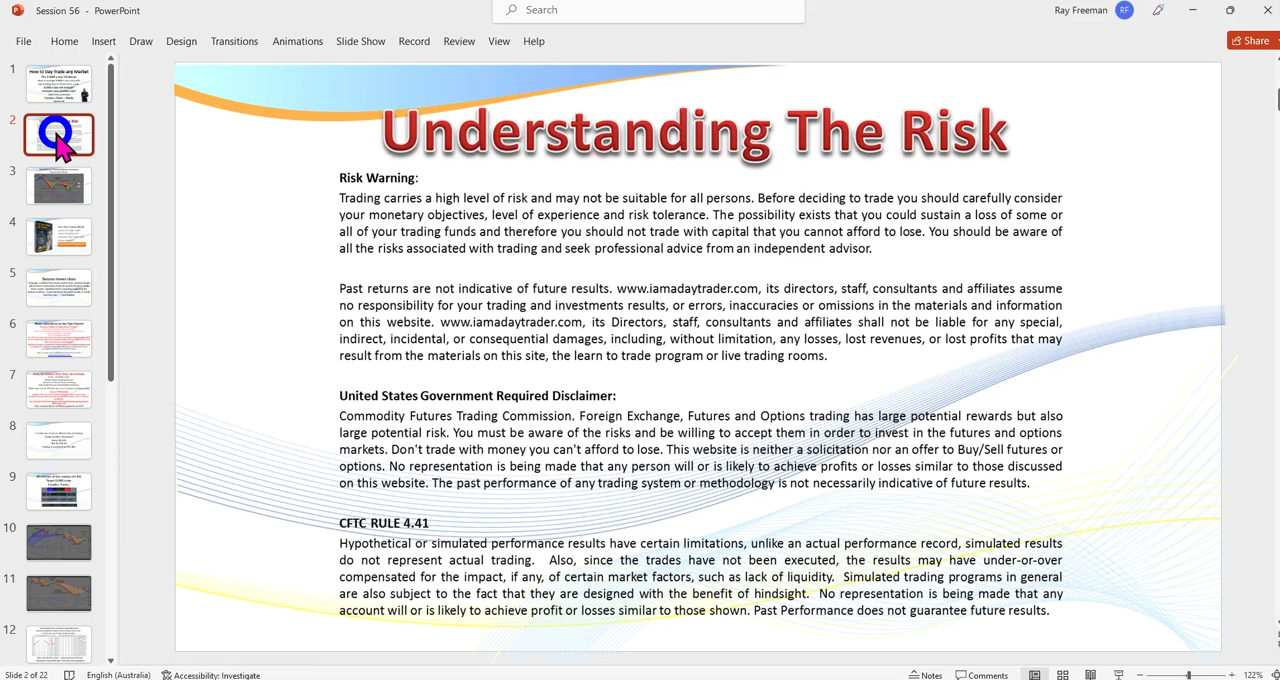 Session 56 - PowerPoint
Search
Ray Freeman
RF
File Home Insert Draw Design Transitions Animations Slide Show Record Review View Help
Share
1
How to Day Trade any Market
2
3
4
5
Success leaves clues
6
7
8
9
10
11
12
Understanding The Risk
Risk Warning:
Trading carries a high level of risk and may not be suitable for all persons. Before deciding to trade you should carefully consider
your monetary objectives, level of experience and risk tolerance. The possibility exists that you could sustain a loss of some or
all of your trading funds and therefore you should not trade with capital that you cannot afford to lose. You should be aware of
all the risks associated with trading and seek professional advice from an independent advisor.
Past returns are not indicative of future results. www.iamadaytrader.com, its directors, staff, consultants and affiliates assume
no responsibility for your trading and investments results, or errors, inaccuracies or omissions in the materials and information
on this website. www.iamadaytrader.com, its Directors, staff, consultants and affiliates shall not be liable for any special,
indirect, incidental, or consequential damages including, without limitation, any losses, lost revenues, or lost profits that may
result from the materials on this site, the learn to trade program or live trading rooms.
United States Government Required Disclaimer:
Commodity Futures Trading Commission. Foreign Exchange, Futures and Options trading has large potential rewards but also
large potential risk. You must be aware of the risks and be willing to accept them in order to invest in the futures and options
markets. Don't trade with money you can't afford to lose. This website is neither a solicitation nor an offer to Buy/Sell futures or
options. No representation is being made that any person will or is likely to achieve profits or losses similar to those discussed
on this website. The past performance of any trading system or methodology is not necessarily indicative of future results.
CFTC RULE 4.41
Hypothetical or simulated performance results have certain limitations, unlike an actual performance record, simulated results
do not represent actual trading. Also, since the trades have not been executed, the results may have under-or-over
compensated for the impact, if any, of certain market factors, such as lack of liquidity. Simulated trading programs in general
are also subject to the fact that they are designed with the benefit of hindsight. No representation is being made that any
account will or is likely to achieve profit or losses similar to those shown. Past Performance does not guarantee future results.
Slide 2 of 22
English (Australia)
Accessibility: Investigate
Notes
Comments
122%